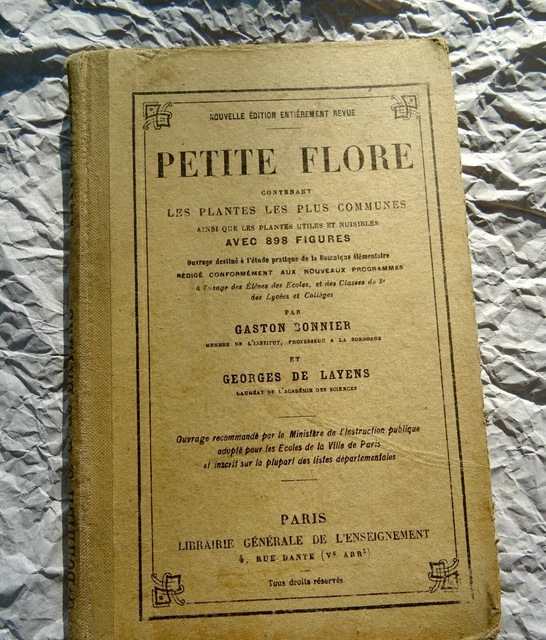 NOUVELLE ÉDITION ENTIÈREMENT REVUE
PETITE FLORE
CONTENANT
LES PLANTES LES PLUS COMMUNES
AINSI QUE LES PLANTES UTILES ET NUISIBLES
AVEC 898 FIGURES
Ouvrage destiné à l'étude pratique de la Botanique élémentaire
RÉDIGÉ CONFORMÉMENT AUX NOUVEAUX PROGRAMMES
à l'usage des Élèves des Écoles, et des Classes de 5e
des Lycées et Collèges
PAR
GASTON BONNIER
MEMBRE DE L'INSTITUT, PROFESSEUR A LA SORBONNE
ET
GEORGES DE LAYENS
LAURÉAT DE L'ACADÉMIE DES SCIENCES
Ouvrage recommandé par le Ministère de l'Instruction publique
adopté pour les Écoles de la Ville de Paris
et inscrit sur la plupart des listes départementales
PARIS
LIBRAIRIE GÉNÉRALE DE L'ENSEIGNEMENT
4, RUE DANTE (Ve ARRt)
Tous droits réservés.